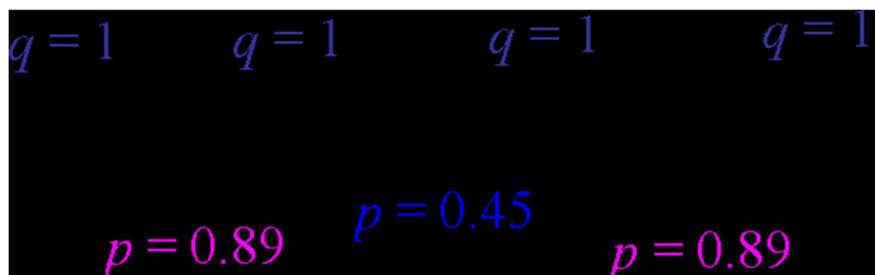 q = 1 q = 1 q = 1 q = 1
p = 0.45
p = 0.89 p = 0.89